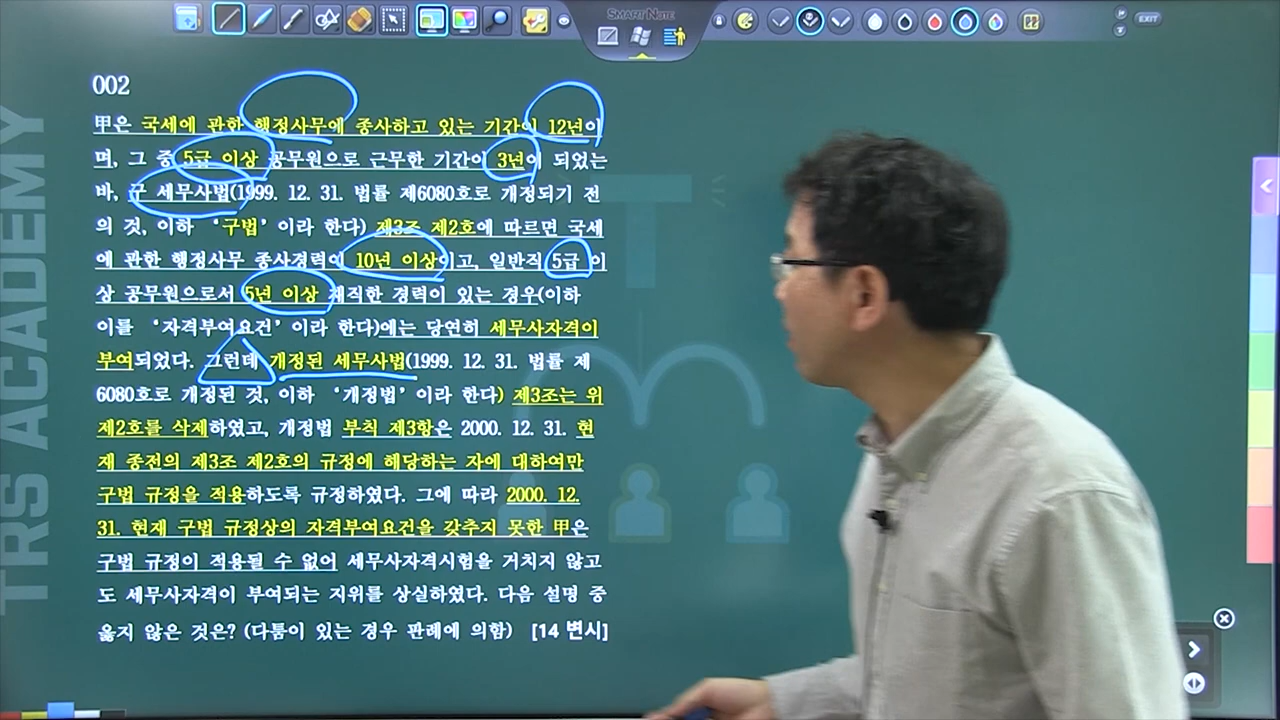 SMART NOTE
EXIT
TRS ACADEMY
002
甲은 국세에 관한 행정사무에 종사하고 있는 기간이 12년이
며, 그 중 5급 이상 공무원으로 근무한 기간이 3년이 되었는
바, 구 세무사법(1999. 12. 31. 법률 제6080호로 개정되기 전
의 것, 이하 ‘구법’이라 한다) 제3조 제2호에 따르면 국세
에 관한 행정사무 종사경력이 10년 이상이고, 일반직 5급 이
상 공무원으로서 5년 이상 재직한 경력이 있는 경우(이하
이를 ‘자격부여요건’이라 한다)에는 당연히 세무사자격이
부여되었다. 그런데 개정된 세무사법(1999. 12. 31. 법률 제
6080호로 개정된 것, 이하 ‘개정법’이라 한다) 제3조는 위
제2호를 삭제하였고, 개정법 부칙 제3항은 2000. 12. 31. 현
재 종전의 제3조 제2호의 규정에 해당하는 자에 대하여만
구법 규정을 적용하도록 규정하였다. 그에 따라 2000. 12.
31. 현재 구법 규정상의 자격부여요건을 갖추지 못한 甲은
구법 규정이 적용될 수 없어 세무사자격시험을 거치지 않고
도 세무사자격이 부여되는 지위를 상실하였다. 다음 설명 중
옳지 않은 것은? (다툼이 있는 경우 판례에 의함) [14 변시]